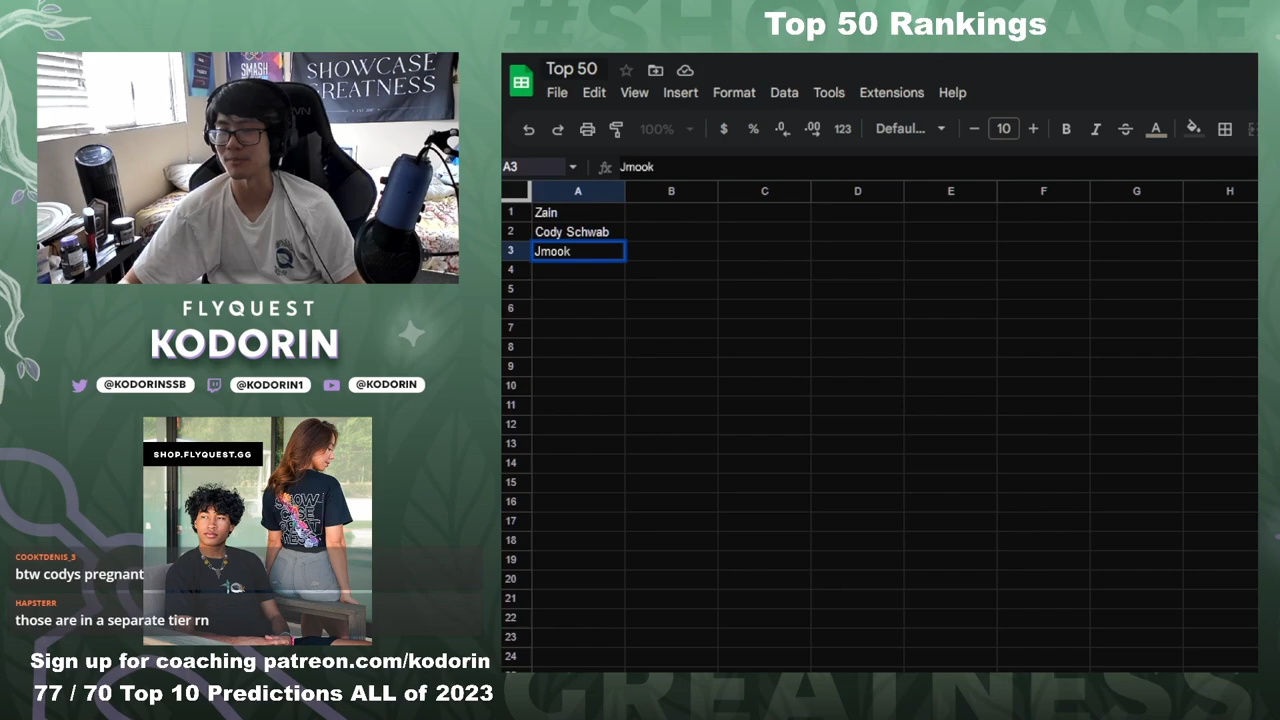 #SHOWCASE
Top 50 Rankings
SMASH
SHOWCASE
GREATNESS
FLYQUEST
KODORIN
@KODORINSSB
@KODORIN1
@KODORIN
SHOP.FLYQUEST.GG
COOKTDENIS_3
btw codys pregnant
HAPSTERR
those are in a separate tier rn
Sign up for coaching patreon.com/kodorin
77 / 70 Top 10 Predictions ALL of 2023
Top 50
File Edit View Insert Format Data Tools Extensions Help
100% $ % .0 .00 123 Defaul... − 10 + B I S A
A3 fx Jmook
A B C D E F G H
1 Zain
2 Cody Schwab
3 Jmook
4
5
6
7
8
9
10
11
12
13
14
15
16
17
18
19
20
21
22
23
24
GREATNESS